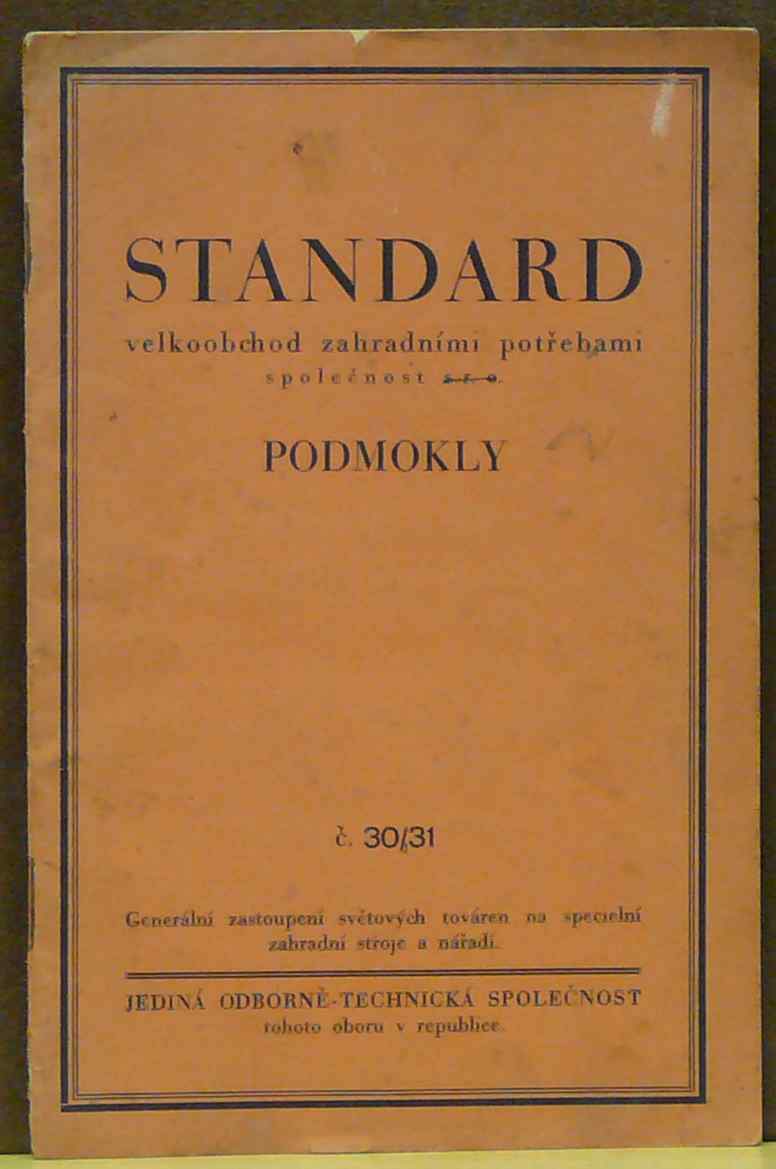 STANDARD
velkoobchod zahradními potřebami
společnost s. r. o.
PODMOKLY
č. 30/31
Generální zastoupení světových továren na specielní
zahradní stroje a nářadí.
JEDINÁ ODBORNĚ-TECHNICKÁ SPOLEČNOST
tohoto oboru v republice.